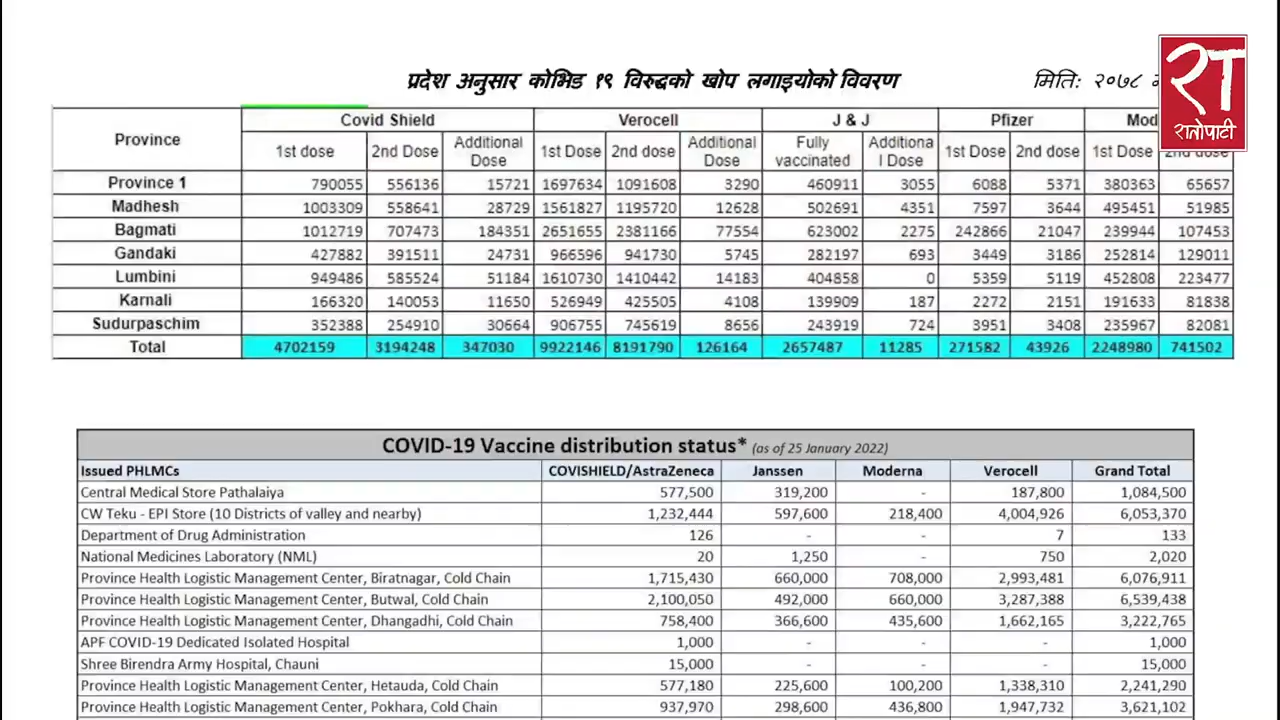 प्रदेश अनुसार कोभिड १९ विरुद्धको खोप लगाइयोको विवरण मितिः २०७८
रातोपाटी
Province Covid Shield Verocell J & J Pfizer
1st dose 2nd Dose Additional Dose 1st Dose 2nd dose Additional Dose Fully vaccinated Additional Dose 1st Dose 2nd dose 1st Dose 2nd dose
Province 1 790055 556136 15721 1697634 1091608 3290 460911 3055 6088 5371 380363 65657
Madhesh 1003309 558641 28729 1561827 1195720 12628 502691 4351 7597 3644 495451 51985
Bagmati 1012719 707473 184351 2651655 2381166 77554 623002 2275 242866 21047 239944 107453
Gandaki 427882 391511 24731 966596 941730 5745 282197 693 3449 3186 252814 129011
Lumbini 949486 585524 51184 1610730 1410442 14183 404858 0 5359 5119 452808 223477
Karnali 166320 140053 11650 526949 425505 4108 139909 187 2272 2151 191633 81838
Sudurpaschim 352388 254910 30664 906755 745619 8656 243919 724 3951 3408 235967 82081
Total 4702159 3194248 347030 9922146 8191790 126164 2657487 11285 271582 43926 2248980 741502
COVID-19 Vaccine distribution status* (as of 25 January 2022)
Issued PHLMCs COVISHIELD/AstraZeneca Janssen Moderna Verocell Grand Total
Central Medical Store Pathalaiya 577,500 319,200 - 187,800 1,084,500
CW Teku - EPI Store (10 Districts of valley and nearby) 1,232,444 597,600 218,400 4,004,926 6,053,370
Department of Drug Administration 126 - - 7 133
National Medicines Laboratory (NML) 20 1,250 - 750 2,020
Province Health Logistic Management Center, Biratnagar, Cold Chain 1,715,430 660,000 708,000 2,993,481 6,076,911
Province Health Logistic Management Center, Butwal, Cold Chain 2,100,050 492,000 660,000 3,287,388 6,539,438
Province Health Logistic Management Center, Dhangadhi, Cold Chain 758,400 366,600 435,600 1,662,165 3,222,765
APF COVID-19 Dedicated Isolated Hospital 1,000 - - - 1,000
Shree Birendra Army Hospital, Chauni 15,000 - - - 15,000
Province Health Logistic Management Center, Hetauda, Cold Chain 577,180 225,600 100,200 1,338,310 2,241,290
Province Health Logistic Management Center, Pokhara, Cold Chain 937,970 298,600 436,800 1,947,732 3,621,102